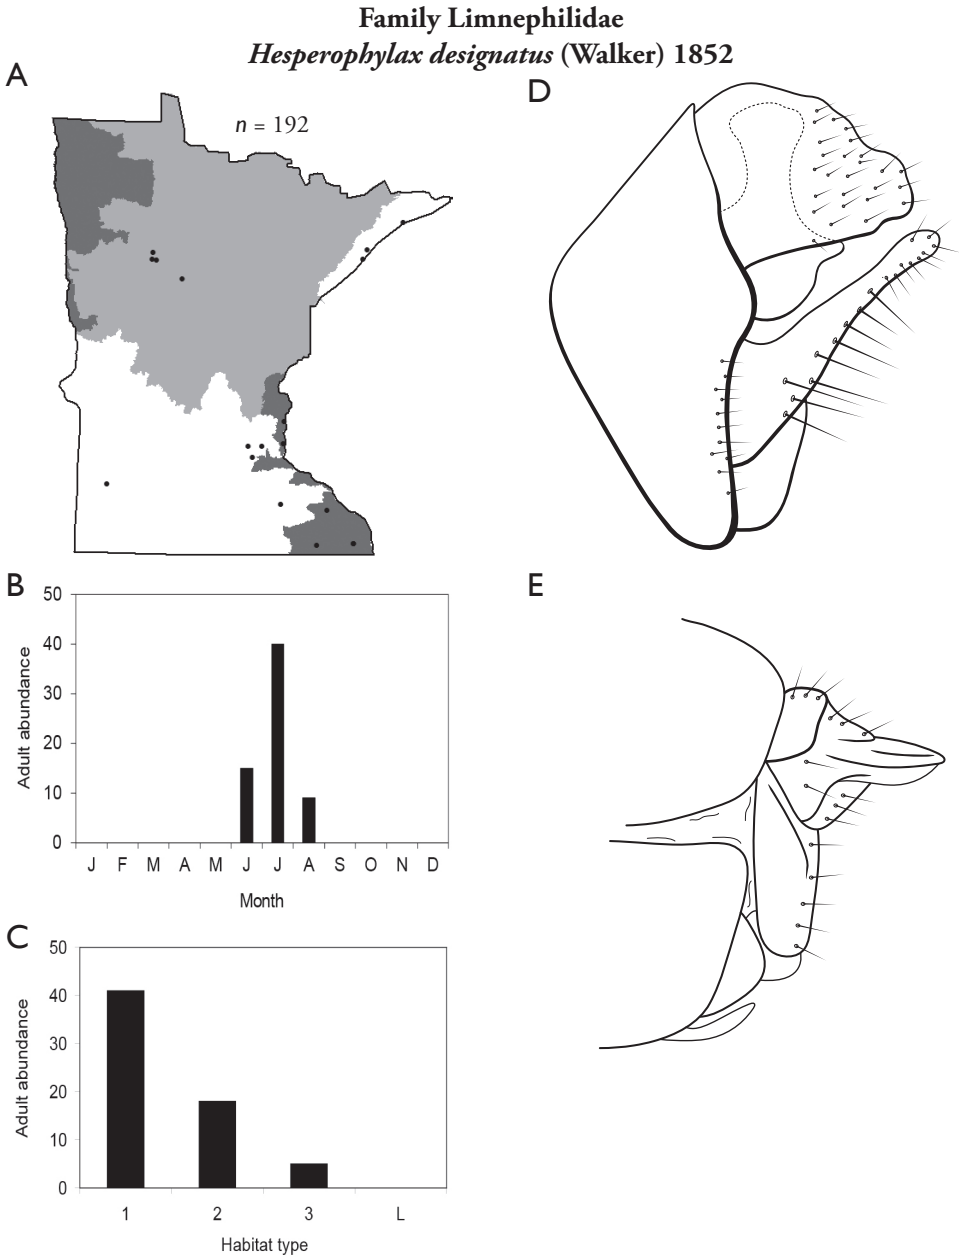 Family Limnephilidae
Hesperophylax designatus (Walker) 1852
A
n = 192
D
B
50
40
30
20
10
0
Adult abundance
J F M A M J J A S O N D
Month
E
C
50
40
30
20
10
0
Adult abundance
1 2 3 L
Habitat type